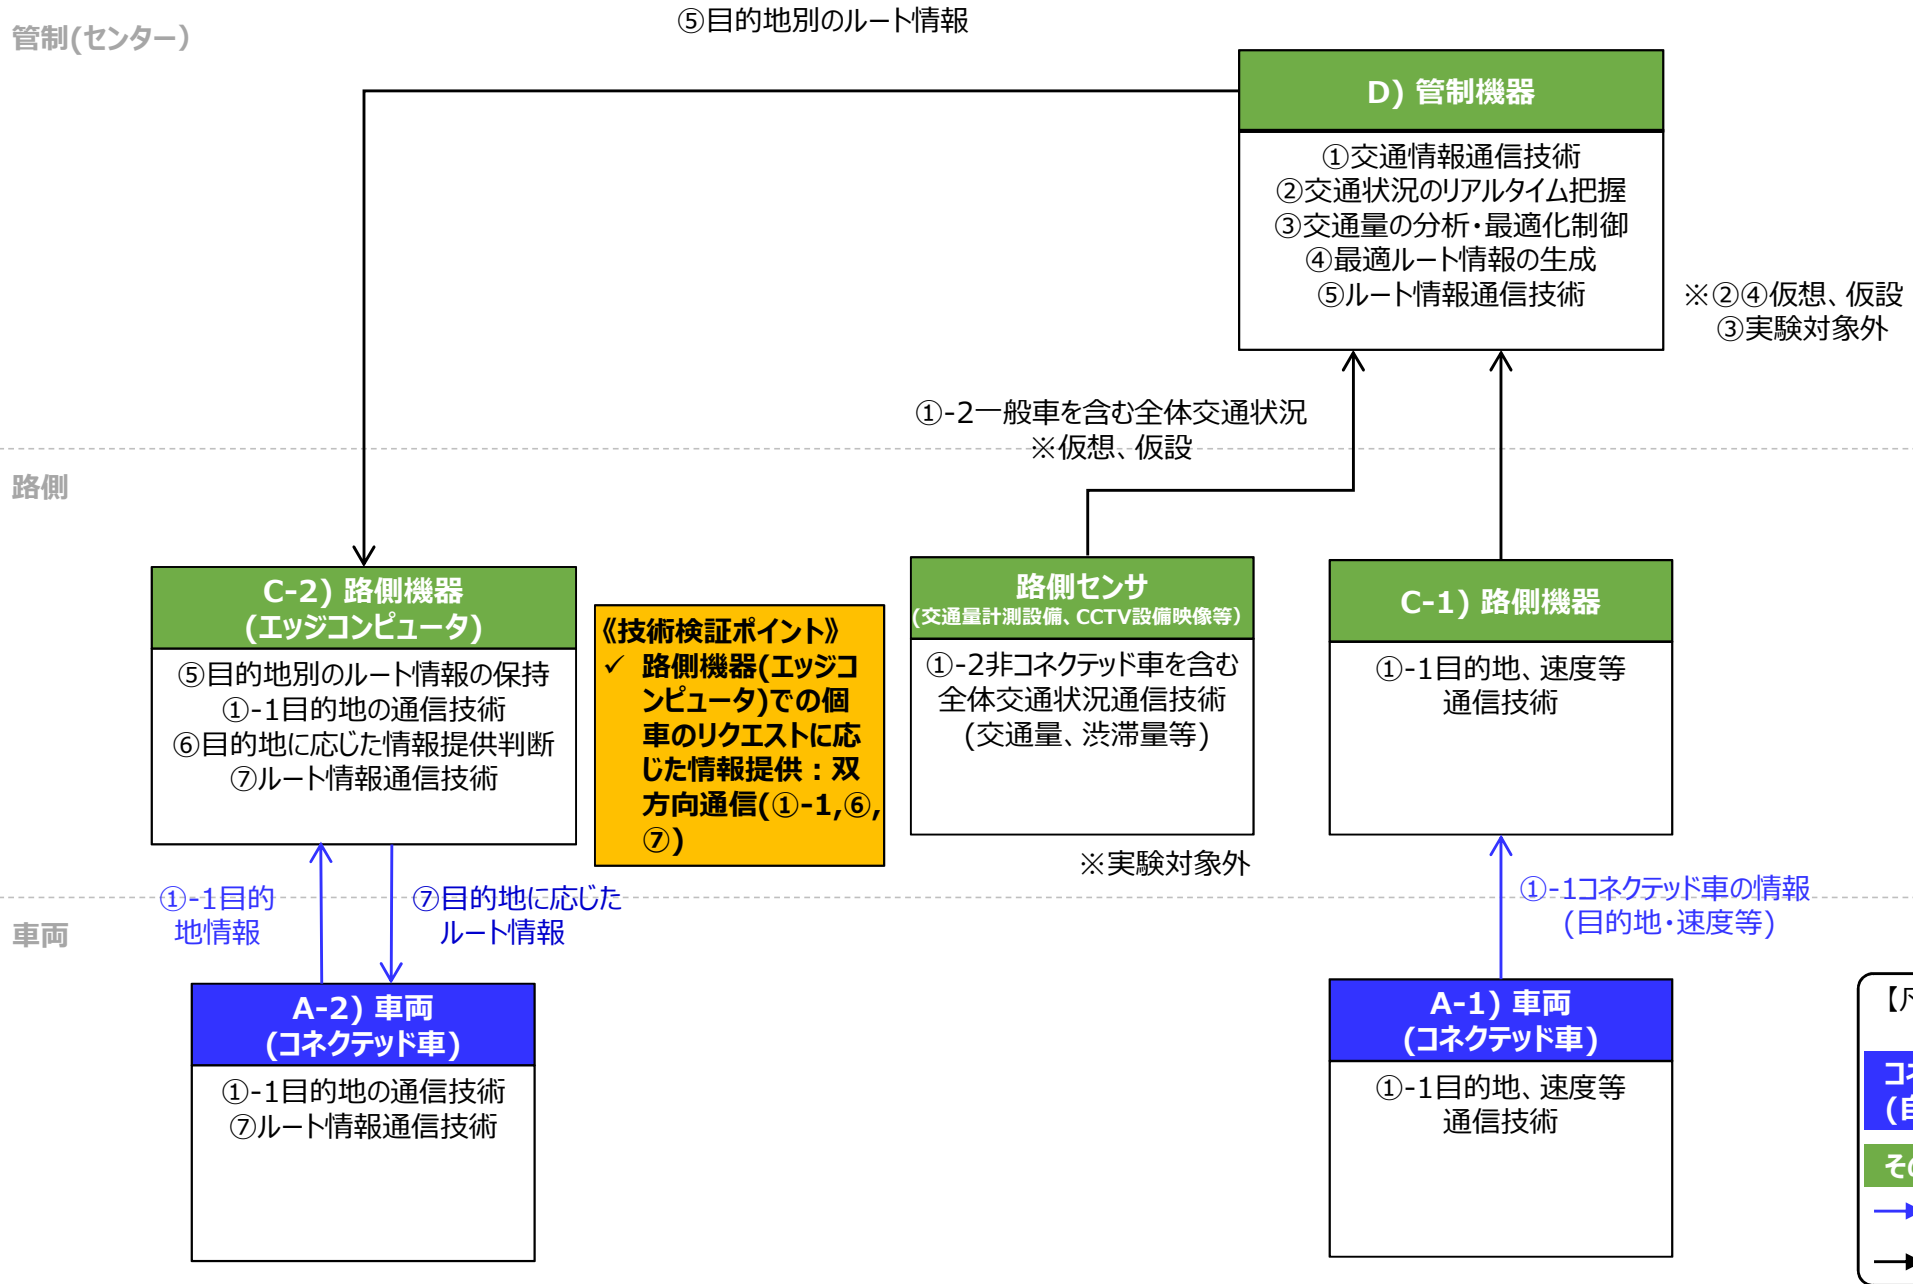 ⑤目的地別のルート情報
管制(センター）
D) 管制機器
①交通情報通信技術
②交通状況のリアルタイム把握
③交通量の分析・最適化制御
④最適ルート情報の生成
⑤ルート情報通信技術
※②④仮想、仮設
③実験対象外
①-2一般車を含む全体交通状況
※仮想、仮設
路側
C-2) 路側機器
(エッジコンピュータ)
⑤目的地別のルート情報の保持
①-1目的地の通信技術
⑥目的地に応じた情報提供判断
⑦ルート情報通信技術
《技術検証ポイント》
✓ 路側機器(エッジコ
ンピュータ)での個
車のリクエストに応
じた情報提供：双
方向通信(①-1,⑥,
⑦)
路側センサ
(交通量計測設備、CCTV設備映像等)
①-2非コネクテッド車を含む
全体交通状況通信技術
(交通量、渋滞量等)
※実験対象外
C-1) 路側機器
①-1目的地、速度等
通信技術
①-1目的
地情報
⑦目的地に応じた
ルート情報
①-1コネクテッド車の情報
(目的地・速度等)
車両
A-2) 車両
(コネクテッド車)
①-1目的地の通信技術
⑦ルート情報通信技術
A-1) 車両
(コネクテッド車)
①-1目的地、速度等
通信技術